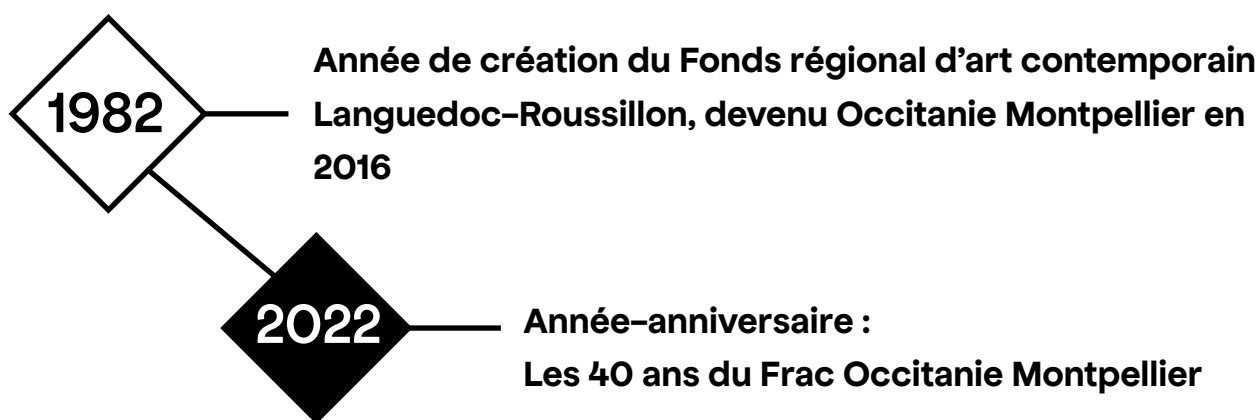 1982
Année de création du Fonds régional d’art contemporain
Languedoc–Roussillon, devenu Occitanie Montpellier en
2016
2022
Année–anniversaire :
Les 40 ans du Frac Occitanie Montpellier